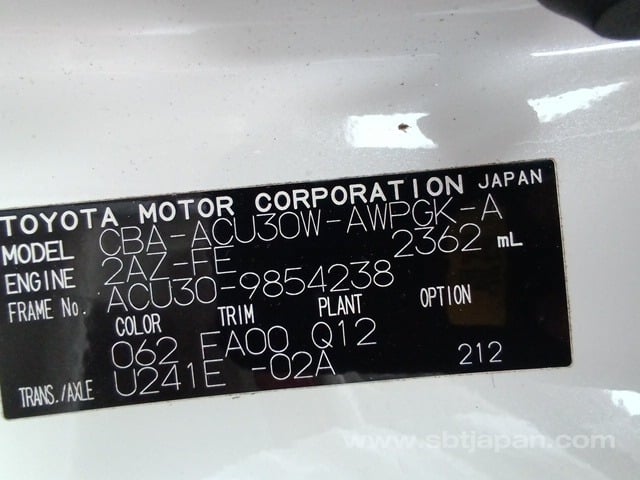 TOYOTA MOTOR CORPORATION JAPAN
MODEL CBA-ACU30W-AWPGK-A
ENGINE 2AZ-FE 2362 mL
FRAME No. ACU30-9854238
COLOR TRIM PLANT OPTION
062 FA00 Q12
TRANS./AXLE U241E -02A 212
www.sbtjapan.com